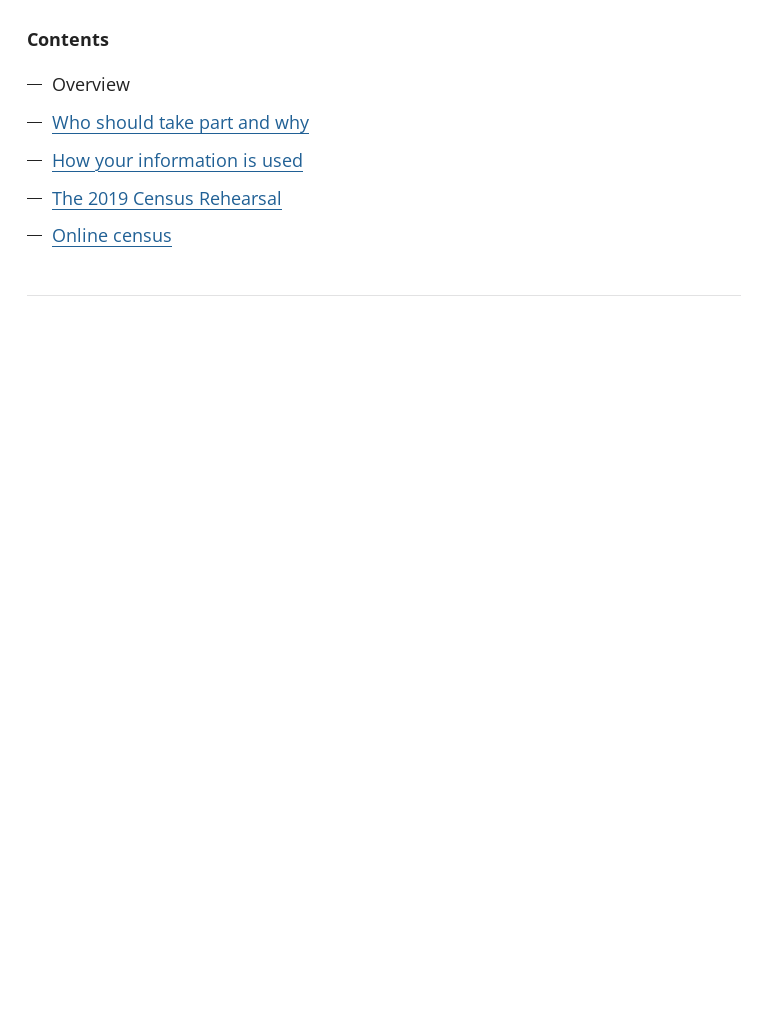 Contents
— Overview
— Who should take part and why
— How your information is used
— The 2019 Census Rehearsal
— Online census